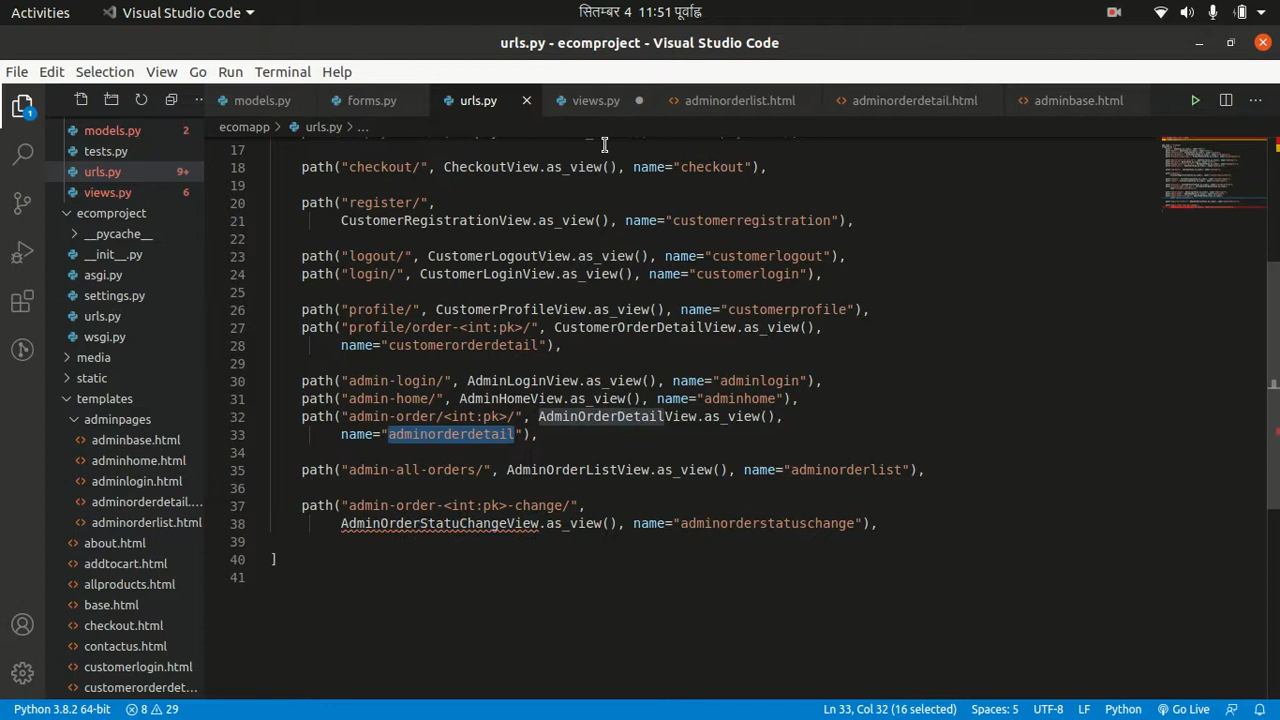 Activities
Visual Studio Code
सितम्बर 4 11:51 पूर्वाह्न
urls.py - ecomproject - Visual Studio Code
File Edit Selection View Go Run Terminal Help
models.py
forms.py
urls.py
views.py
adminorderlist.html
adminorderdetail.html
adminbase.html
ecomapp > urls.py > ...
1
models.py 2
tests.py
urls.py 9+
views.py 6
ecomproject
__pycache__
__init__.py
asgi.py
settings.py
urls.py
wsgi.py
media
static
templates
adminpages
adminbase.html
adminhome.html
adminlogin.html
adminorderdetail....
adminorderlist.html
about.html
addtocart.html
allproducts.html
base.html
checkout.html
contactus.html
customerlogin.html
customerorderdet...
17
18 path("checkout/", CheckoutView.as_view(), name="checkout"),
19
20 path("register/",
21 CustomerRegistrationView.as_view(), name="customerregistration"),
22
23 path("logout/", CustomerLogoutView.as_view(), name="customerlogout"),
24 path("login/", CustomerLoginView.as_view(), name="customerlogin"),
25
26 path("profile/", CustomerProfileView.as_view(), name="customerprofile"),
27 path("profile/order-<int:pk>/", CustomerOrderDetailView.as_view(),
28 name="customerorderdetail"),
29
30 path("admin-login/", AdminLoginView.as_view(), name="adminlogin"),
31 path("admin-home/", AdminHomeView.as_view(), name="adminhome"),
32 path("admin-order/<int:pk>/", AdminOrderDetailView.as_view(),
33 name="adminorderdetail"),
34
35 path("admin-all-orders/", AdminOrderListView.as_view(), name="adminorderlist"),
36
37 path("admin-order-<int:pk>-change/",
38 AdminOrderStatuChangeView.as_view(), name="adminorderstatuschange"),
39
40 ]
41
Python 3.8.2 64-bit 8 29 Ln 33, Col 32 (16 selected) Spaces: 5 UTF-8 LF Python Go Live